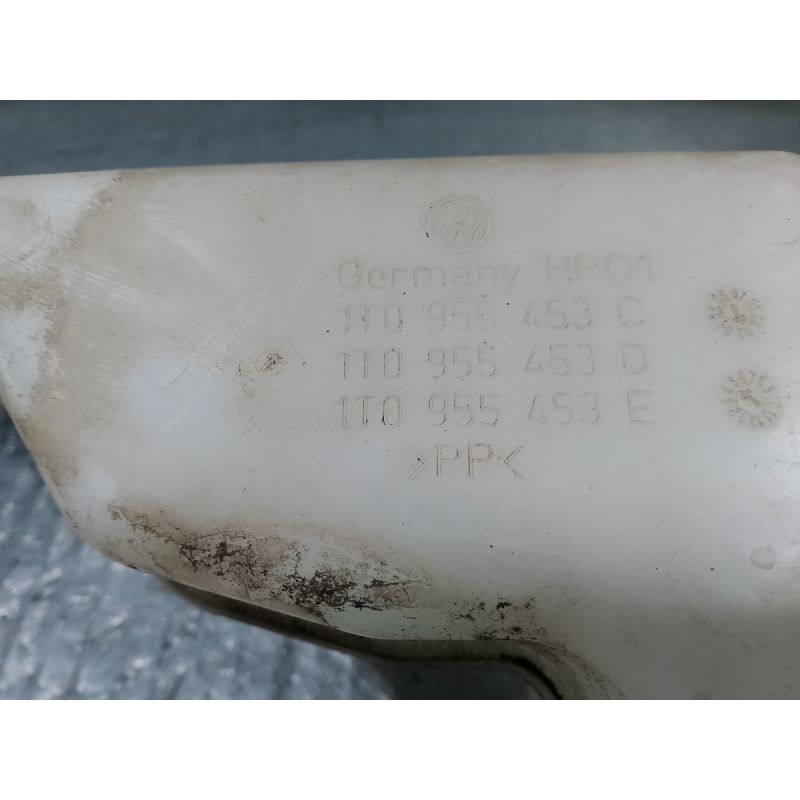 Germany HP01
1T0 955 453 C
1T0 955 453 D
1T0 955 453 E
>PP<